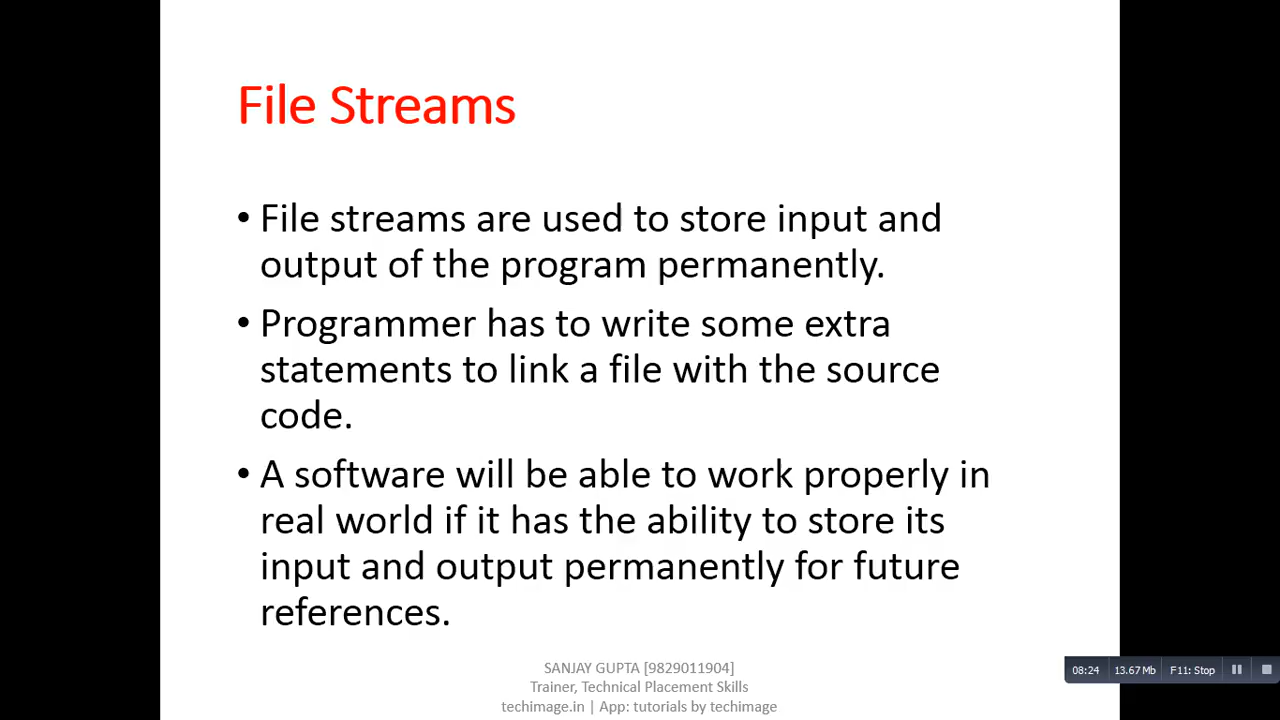 File Streams
• File streams are used to store input and
output of the program permanently.
• Programmer has to write some extra
statements to link a file with the source
code.
• A software will be able to work properly in
real world if it has the ability to store its
input and output permanently for future
references.
SANJAY GUPTA [9829011904]
Trainer, Technical Placement Skills
techimage.in | App: tutorials by techimage
08:24 13.67 Mb F11: Stop